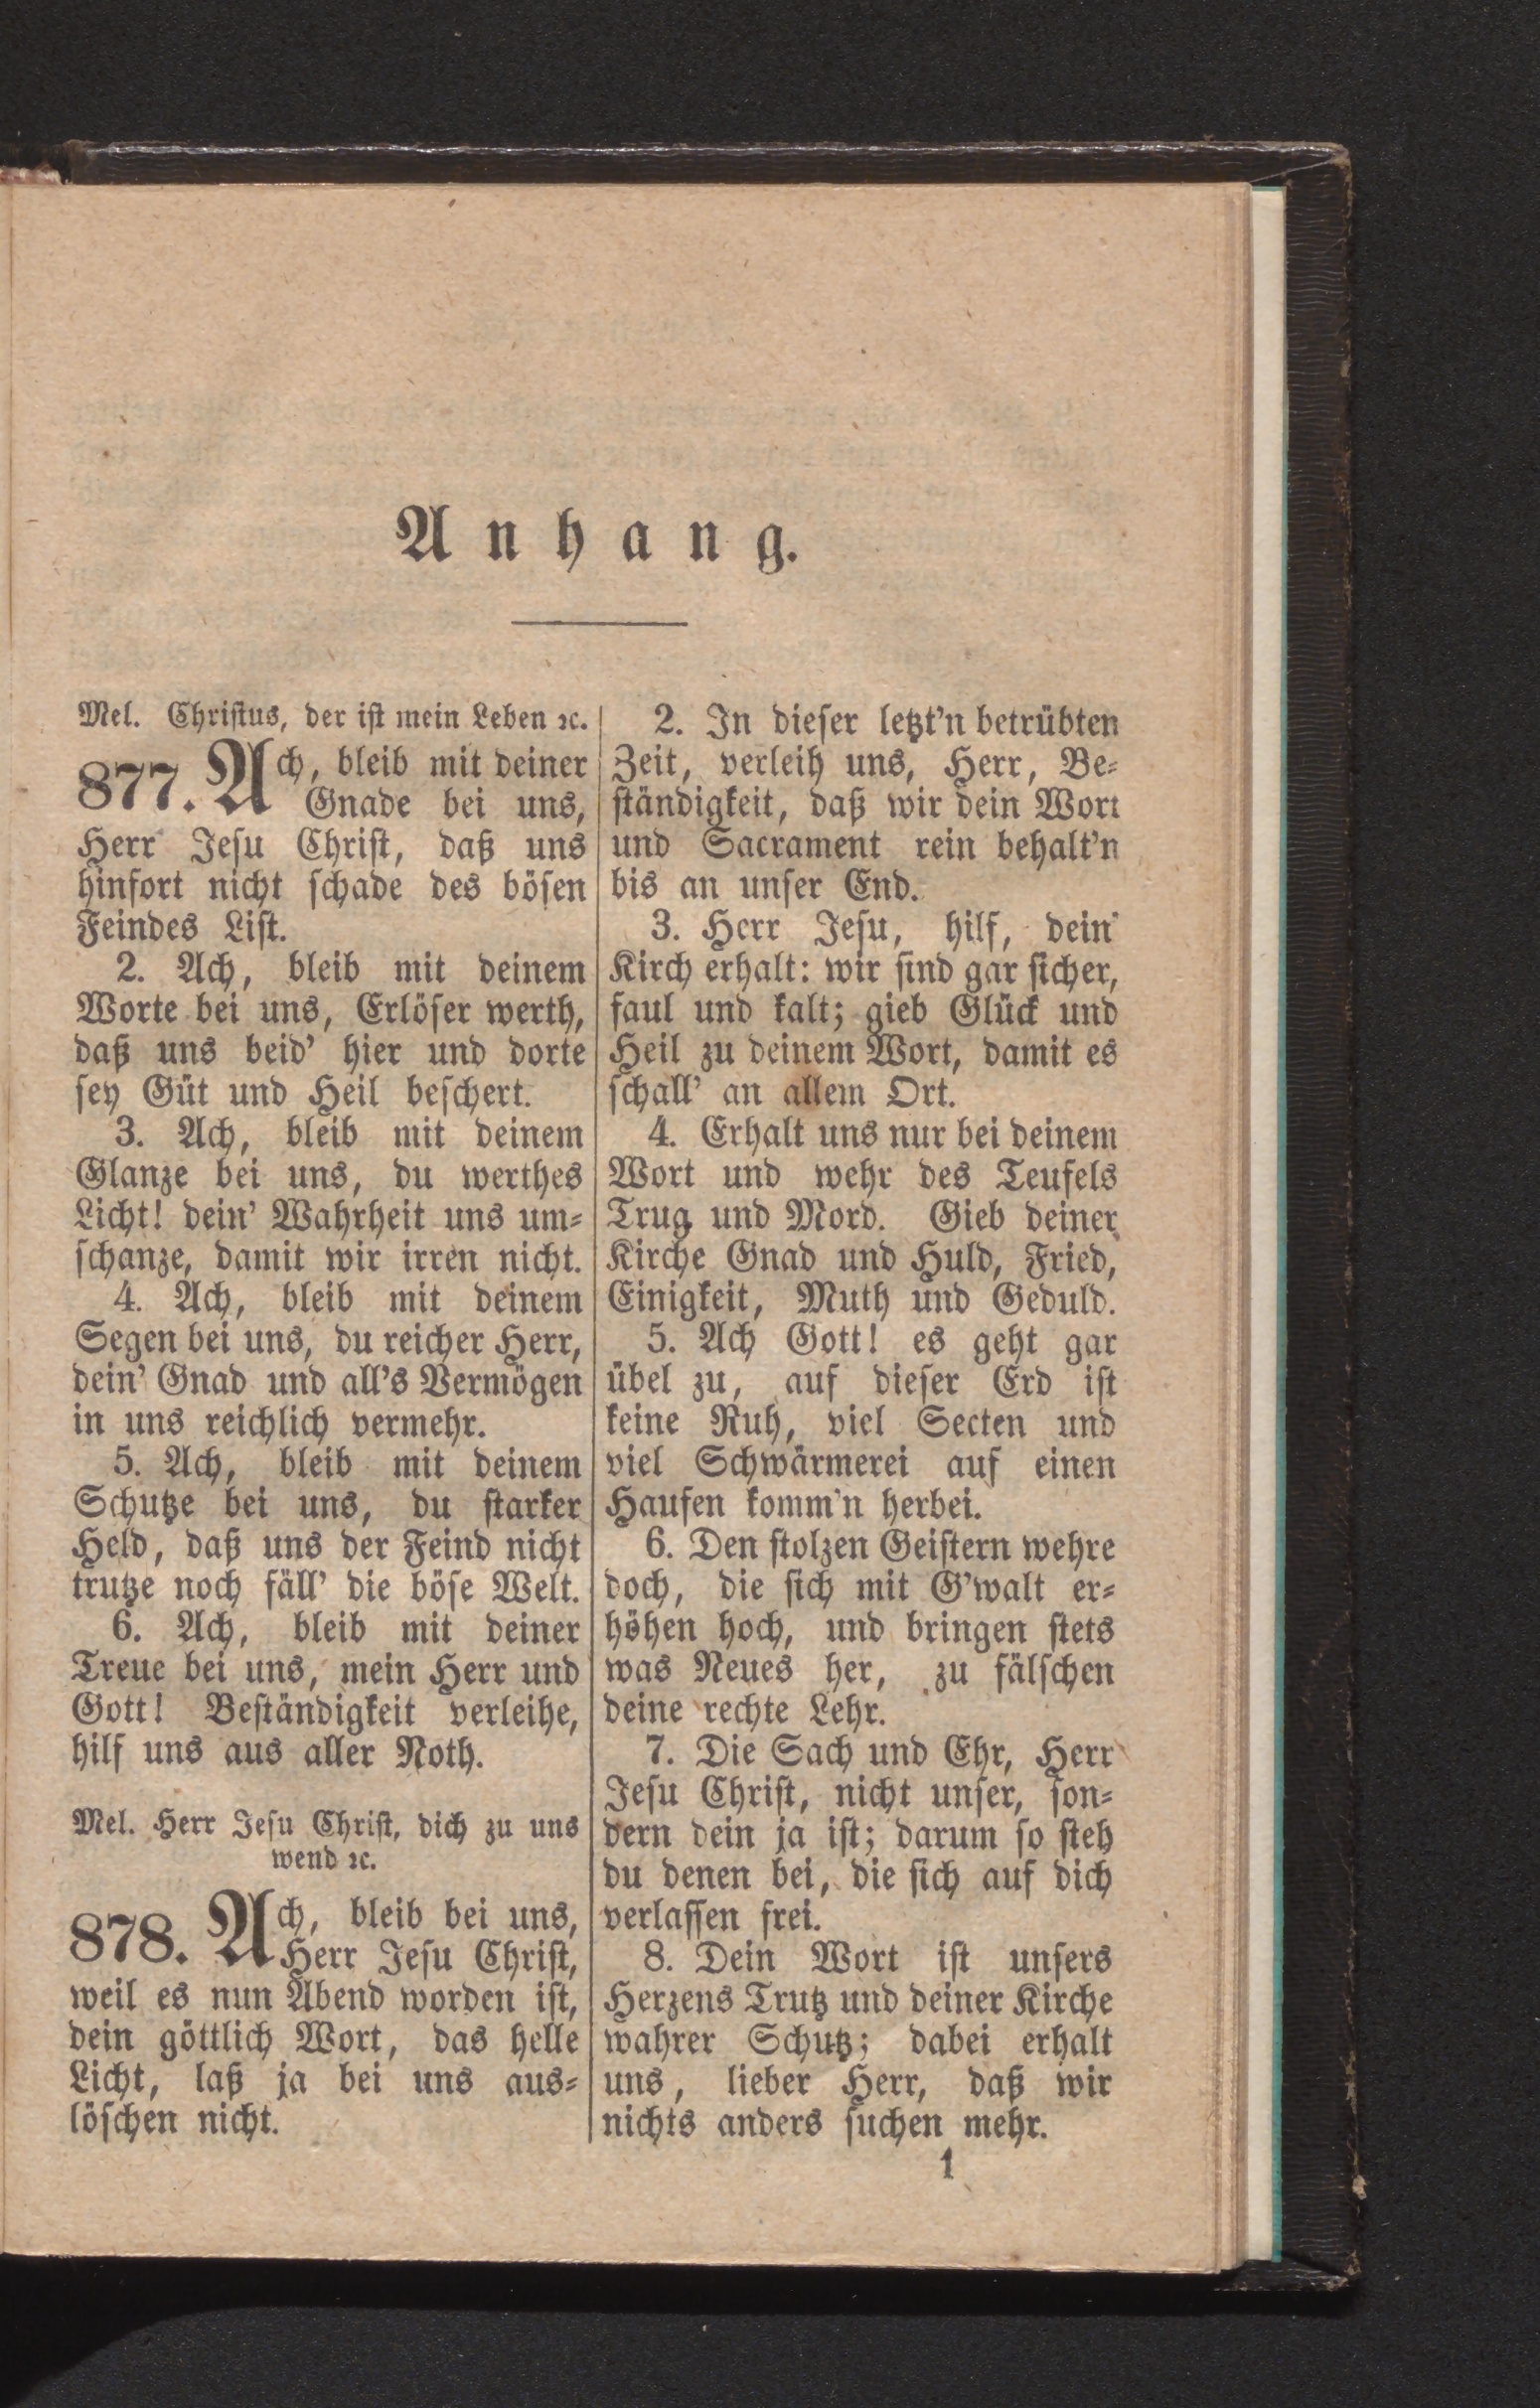 Anhang.
Mel. Christus, der ist mein Leben ꝛc.
877. Ach, bleib mit deiner
Gnade bei uns,
Herr Jesu Christ, daß uns
hinfort nicht schade des bösen
Feindes List.
2. Ach, bleib mit deinem
Worte bei uns, Erlöser werth,
daß uns beid' hier und dorte
sey Güt und Heil beschert.
3. Ach, bleib mit deinem
Glanze bei uns, du werthes
Licht! dein' Wahrheit uns um-
schanze, damit wir irren nicht.
4. Ach, bleib mit deinem
Segen bei uns, du reicher Herr,
dein' Gnad und all's Vermögen
in uns reichlich vermehr.
5. Ach, bleib mit deinem
Schutze bei uns, du starker
Held, daß uns der Feind nicht
trutze noch fäll' die böse Welt.
6. Ach, bleib mit deiner
Treue bei uns, mein Herr und
Gott! Beständigkeit verleihe,
hilf uns aus aller Noth.
Mel. Herr Jesu Christ, dich zu uns
wend ꝛc.
878. Ach, bleib bei uns,
Herr Jesu Christ,
weil es nun Abend worden ist,
dein göttlich Wort, das helle
Licht, laß ja bei uns aus-
löschen nicht.
2. In dieser letzt'n betrübten
Zeit, verleih uns, Herr, Be-
ständigkeit, daß wir dein Wort
und Sacrament rein behalt'n
bis an unser End.
3. Herr Jesu, hilf, dein'
Kirch erhalt: wir sind gar sicher,
faul und kalt; gieb Glück und
Heil zu deinem Wort, damit es
schall' an allem Ort.
4. Erhalt uns nur bei deinem
Wort und wehr des Teufels
Trug und Mord. Gieb deiner
Kirche Gnad und Huld, Fried,
Einigkeit, Muth und Geduld.
5. Ach Gott! es geht gar
übel zu, auf dieser Erd ist
keine Ruh, viel Secten und
viel Schwärmerei auf einen
Haufen komm'n herbei.
6. Den stolzen Geistern wehre
doch, die sich mit G'walt er-
höhen hoch, und bringen stets
was Neues her, zu fälschen
deine rechte Lehr.
7. Die Sach und Ehr, Herr
Jesu Christ, nicht unser, son-
dern dein ja ist; darum so steh
du denen bei, die sich auf dich
verlassen frei.
8. Dein Wort ist unsers
Herzens Trutz und deiner Kirche
wahrer Schutz; dabei erhalt
uns, lieber Herr, daß wir
nichts anders suchen mehr.
1